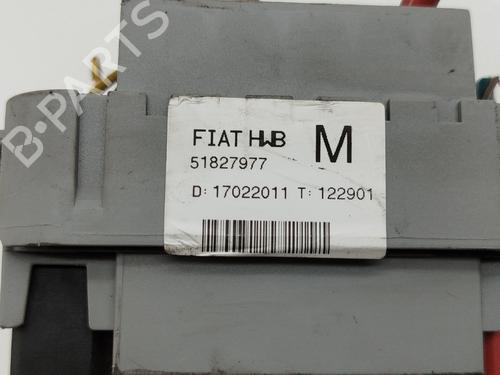 B-PARTS
FIAT HWB M
51827977
D: 17022011 T: 122901